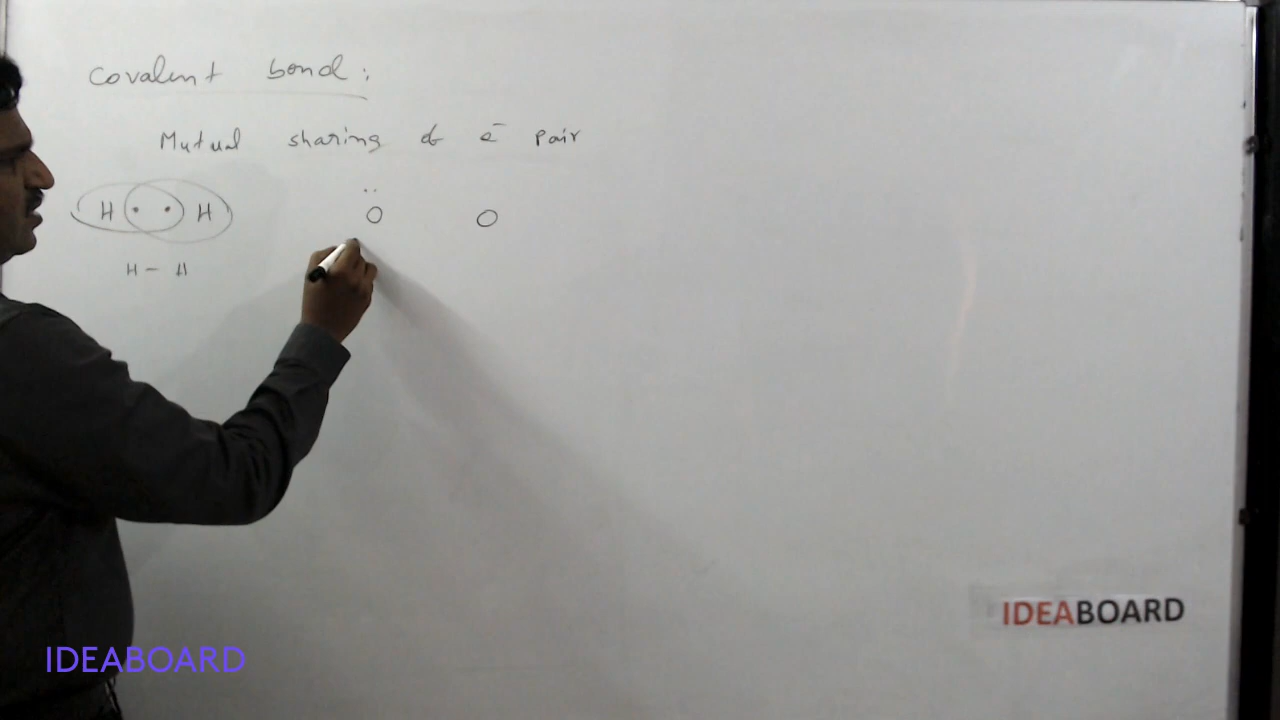 Covalent bond :
Mutual sharing of e⁻ pair
H • • H
Ö O
H – H
IDEABOARD
IDEABOARD